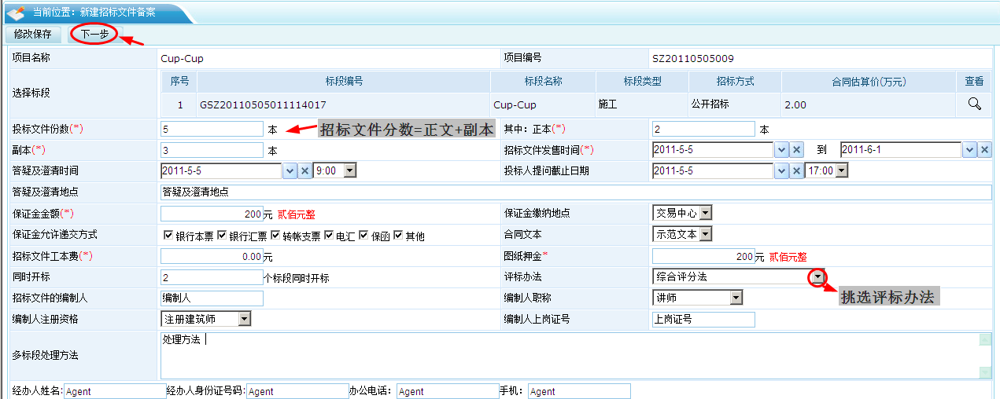 当前位置：新建招标文件备案
修改保存 下一步
项目名称 Cup-Cup 项目编号 SZ20110505009
选择标段
序号 标段编号 标段名称 标段类型 招标方式 合同估算价(万元) 查看
1 GSZ20110505011114017 Cup-Cup 施工 公开招标 2.00
投标文件份数(*) 5 本 招标文件分数=正文+副本 其中：正本(*) 2 本
副本(*) 3 本 招标文件发售时间(*) 2011-5-5 到 2011-6-1
答疑及澄清时间 2011-5-5 9:00 投标人提问截止日期 2011-5-5 17:00
答疑及澄清地点 答疑及澄清地点
保证金金额(*) 200元 贰佰元整 保证金缴纳地点 交易中心
保证金允许递交方式 银行本票 银行汇票 转帐支票 电汇 保函 其他 合同文本 示范文本
招标文件工本费(*) 0.00元 图纸押金* 200元 贰佰元整
同时开标 2 个标段同时开标 评标办法 综合评分法
挑选评标办法
招标文件的编制人 编制人 编制人职称 讲师
编制人注册资格 注册建筑师 编制人上岗证号 上岗证号
多标段处理方法 处理方法
经办人姓名: Agent 经办人身份证号码: Agent 办公电话： Agent 手机： Agent